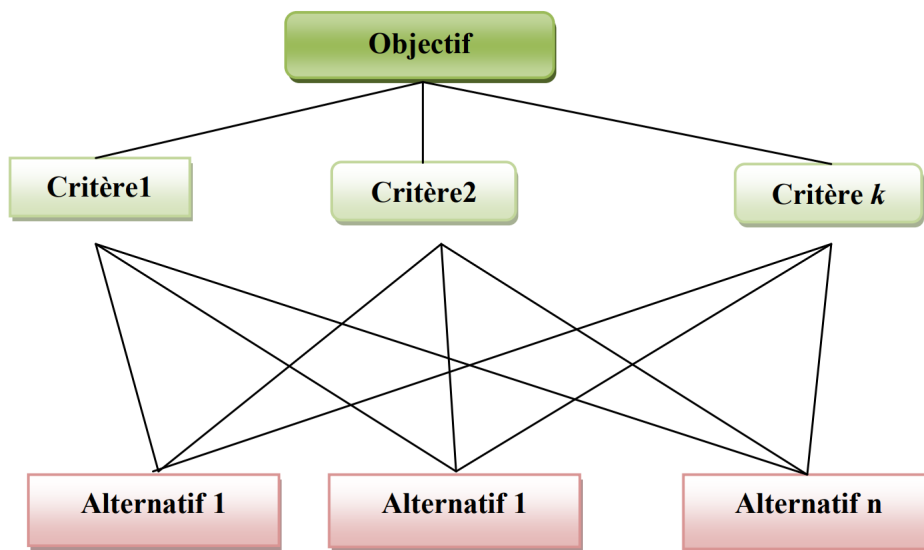 Objectif
Critère1
Critère2
Critère k
Alternatif 1
Alternatif 1
Alternatif n